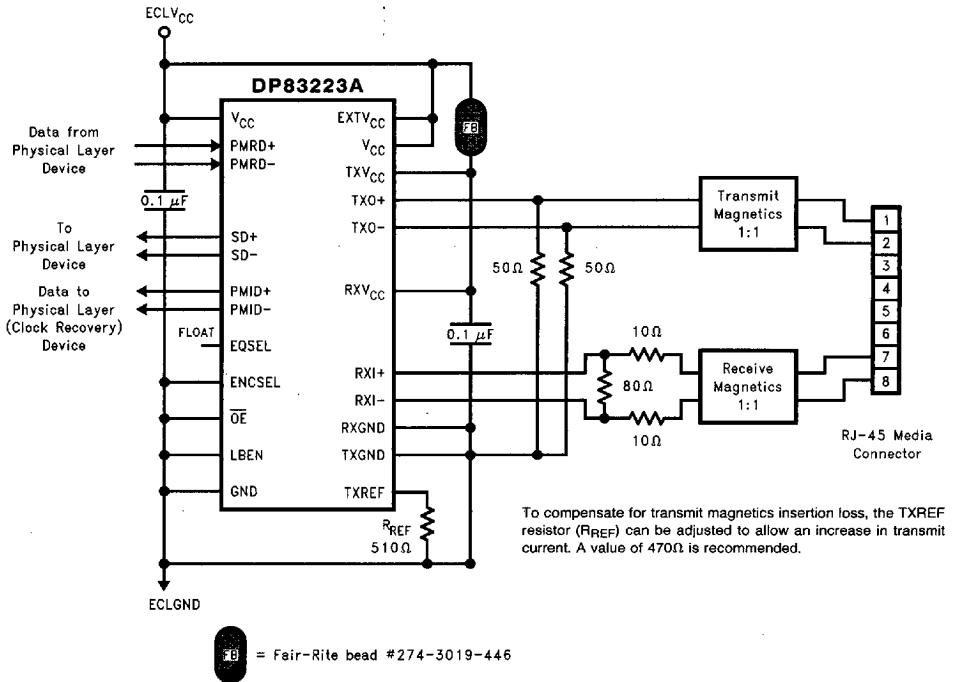 ECLVCC
DP83223A
Data from
Physical Layer
Device
VCC
PMRD+
PMRD-
EXTVCC
VCC
TXVCC
TXO+
TXO-
FB
0.1 µF
To
Physical Layer
Device
SD+
SD-
Data to
Physical Layer
(Clock Recovery)
Device
PMID+
PMID-
FLOAT
EQSEL
ENCSEL
OE
LBEN
GND
RXVCC
0.1 µF
RXI+
RXI-
RXGND
TXGND
TXREF
RREF
510Ω
50Ω
50Ω
Transmit
Magnetics
1:1
10Ω
80Ω
10Ω
Receive
Magnetics
1:1
1
2
3
4
5
6
7
8
RJ-45 Media
Connector
To compensate for transmit magnetics insertion loss, the TXREF
resistor (RREF) can be adjusted to allow an increase in transmit
current. A value of 470Ω is recommended.
ECLGND
FB = Fair-Rite bead #274-3019-446